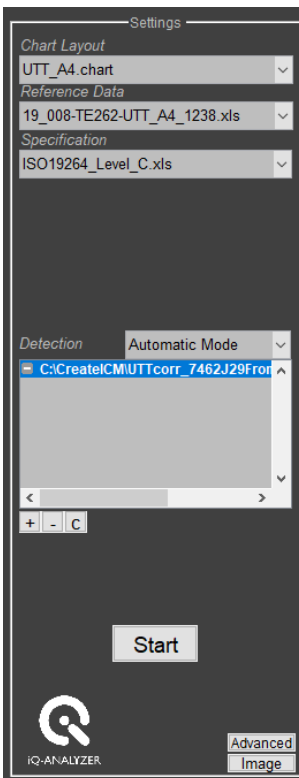 Settings
Chart Layout
UTT_A4.chart
Reference Data
19_008-TE262-UTT_A4_1238.xls
Specification
ISO19264_Level_C.xls
Detection Automatic Mode
C:\CreateICM\UTTcorr_7462J29Fron
+ - C
Start
iQ-ANALYZER
Advanced
Image